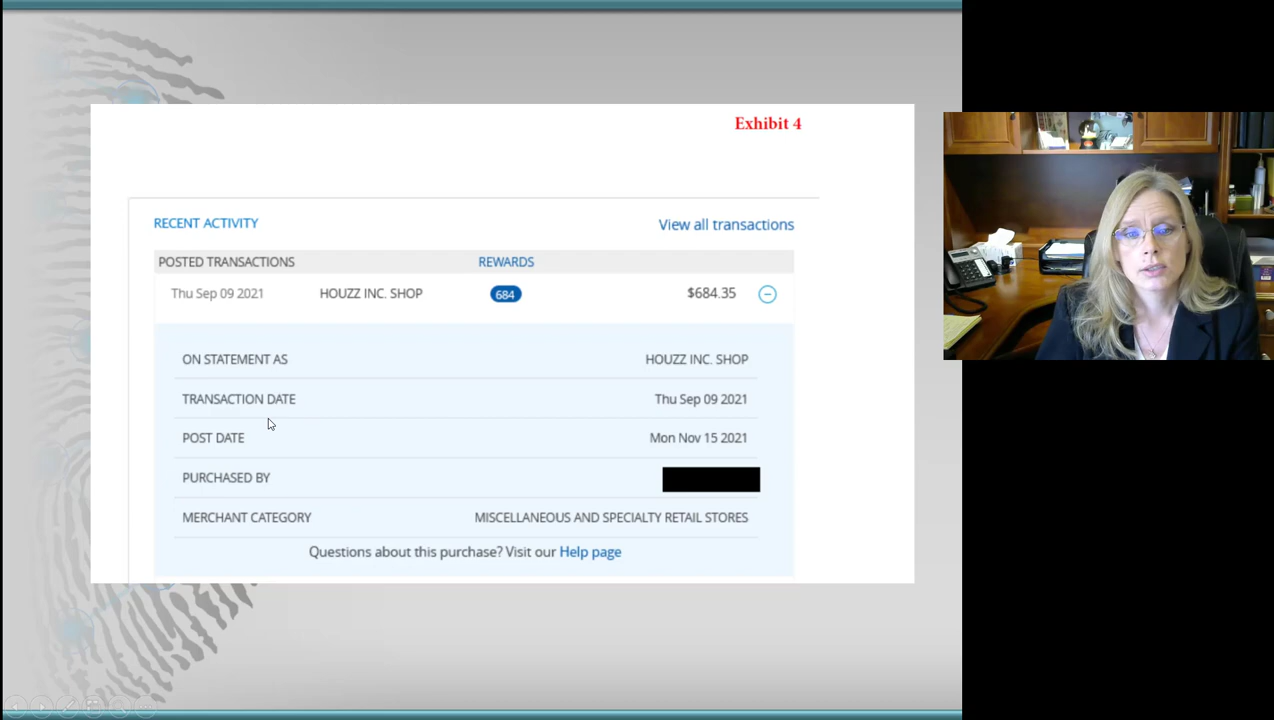 Exhibit 4
RECENT ACTIVITY View all transactions
POSTED TRANSACTIONS REWARDS
Thu Sep 09 2021 HOUZZ INC. SHOP 684 $684.35
ON STATEMENT AS HOUZZ INC. SHOP
TRANSACTION DATE Thu Sep 09 2021
POST DATE Mon Nov 15 2021
PURCHASED BY
MERCHANT CATEGORY MISCELLANEOUS AND SPECIALTY RETAIL STORES
Questions about this purchase? Visit our Help page